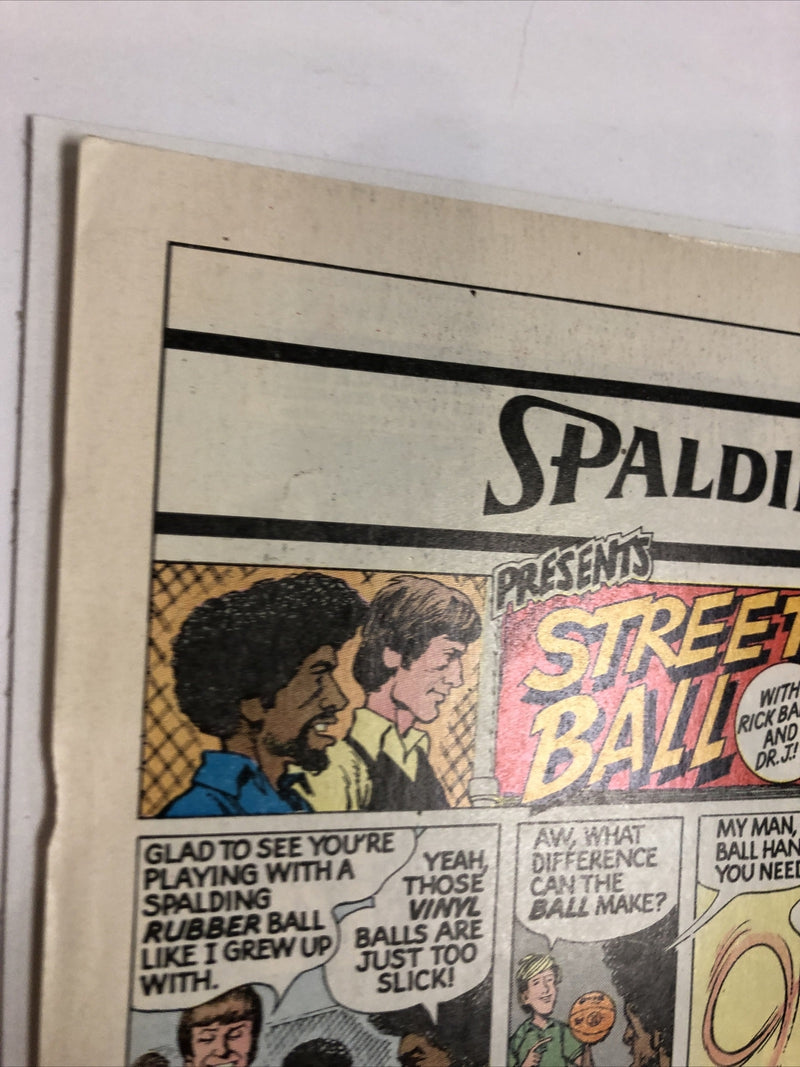 SPALDI
PRESENTS
STREET
BALL
WITH
RICK BA
AND
DR. J.!
GLAD TO SEE YOU'RE
PLAYING WITH A
SPALDING
RUBBER BALL
LIKE I GREW UP
WITH.
YEAH,
THOSE
VINYL
BALLS ARE
JUST TOO
SLICK!
AW, WHAT
DIFFERENCE
CAN THE
BALL MAKE?
MY MAN,
BALL HAN
YOU NEED